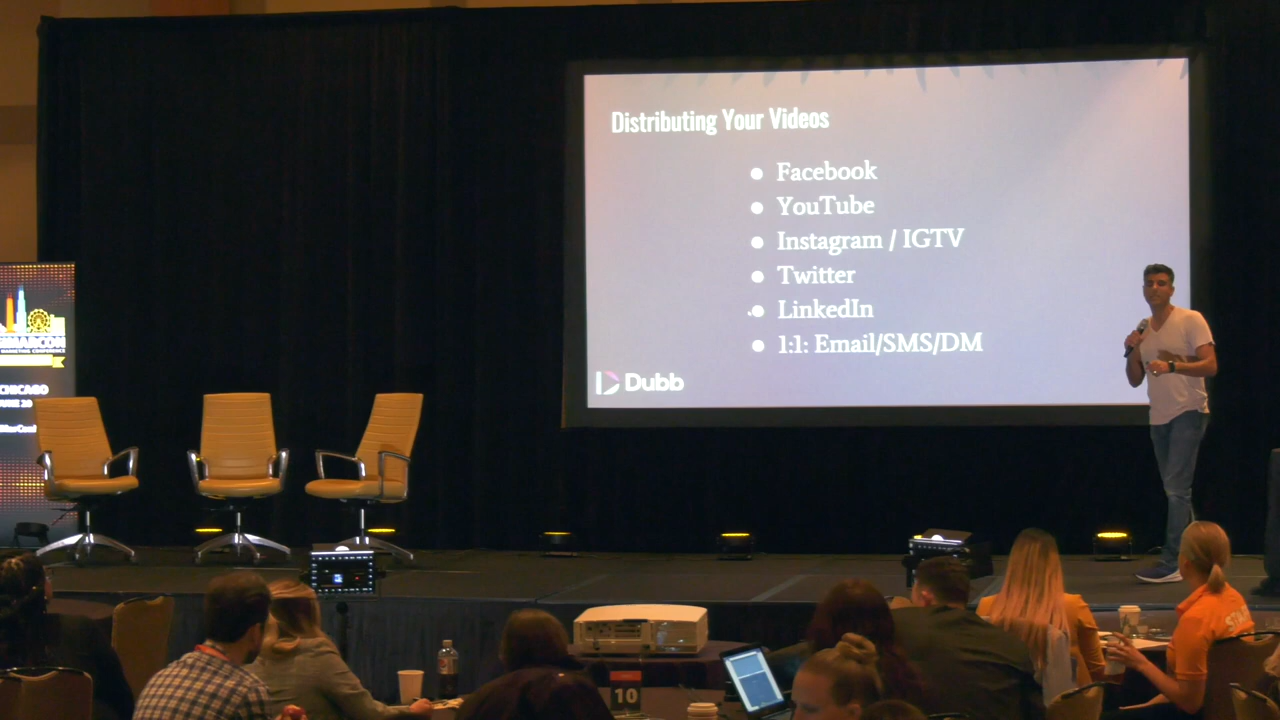 Distributing Your Videos
Facebook
YouTube
Instagram / IGTV
Twitter
LinkedIn
1:1: Email/SMS/DM
Dubb
CHICAGO
10